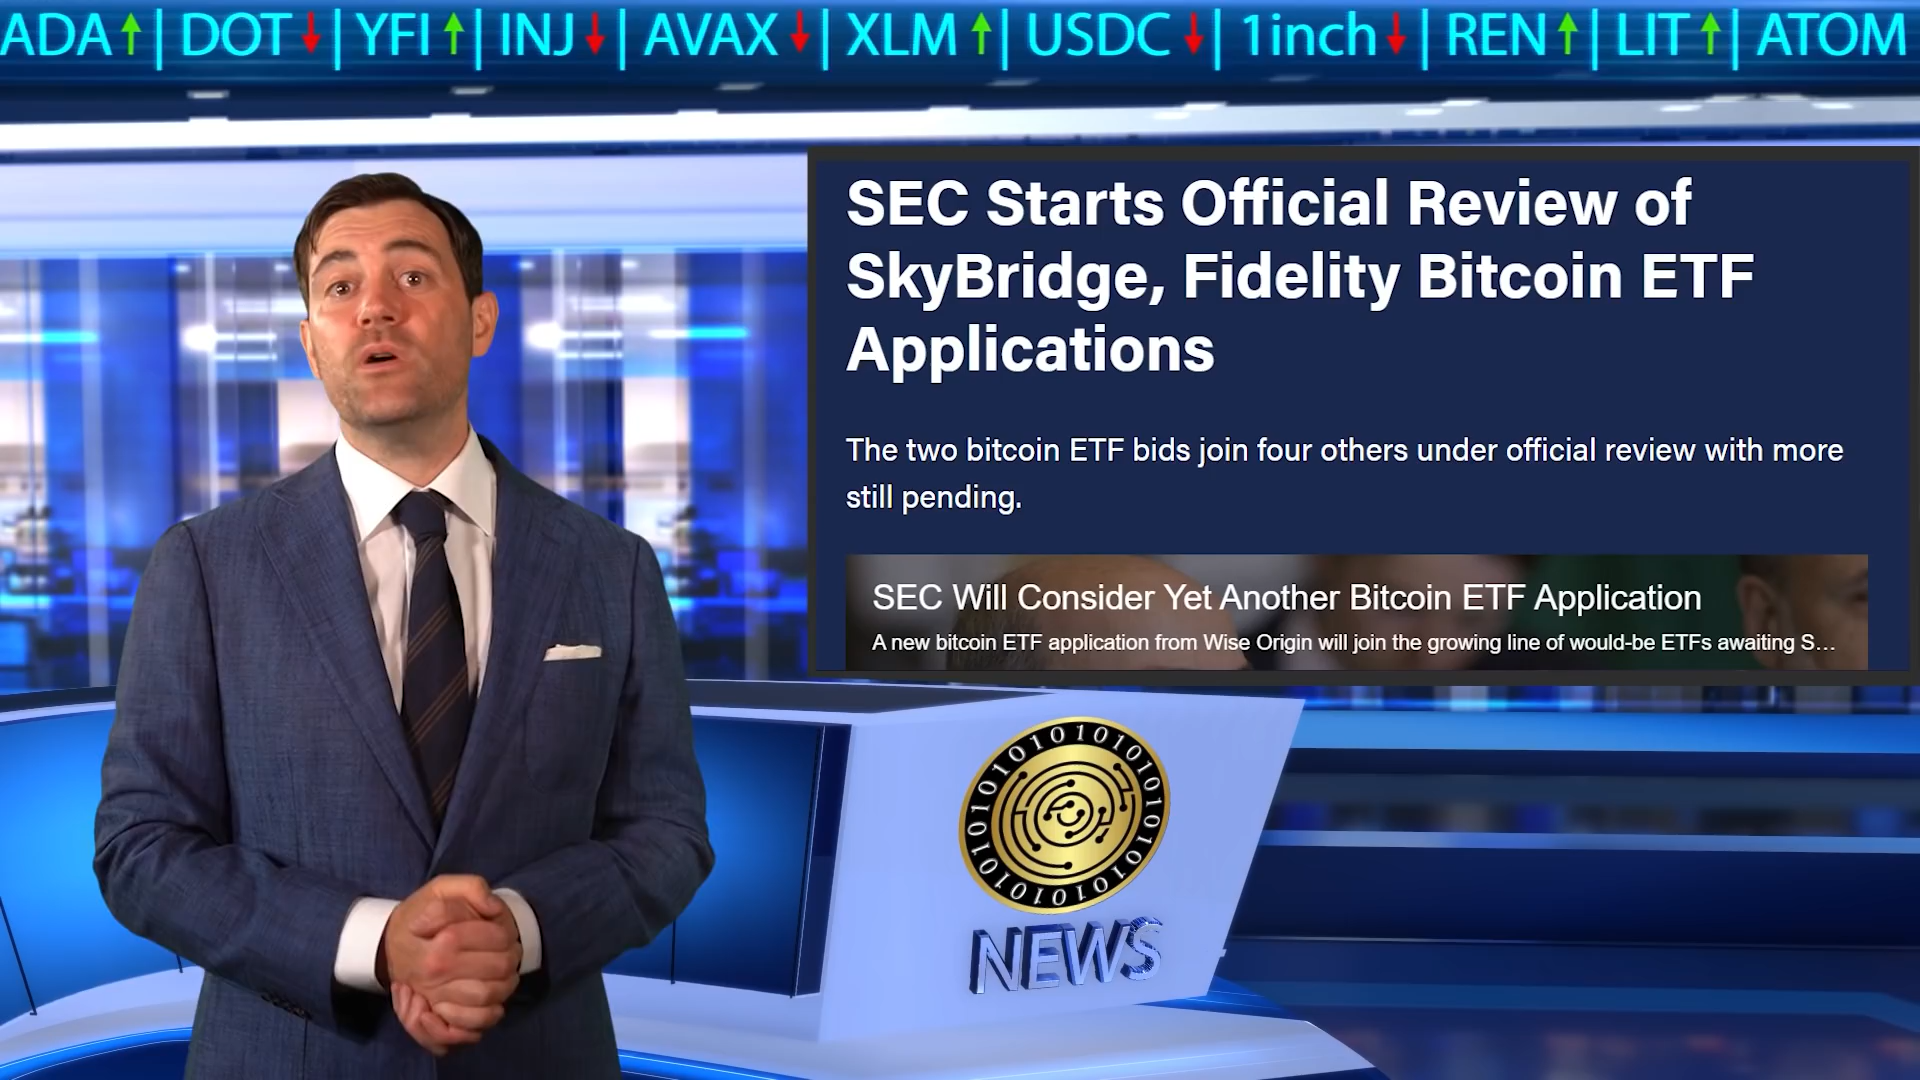 ADA↑| DOT↓| YFI↑| INJ↓| AVAX↓| XLM↑| USDC↓| 1inch↓| REN↑| LIT↑| ATOM
SEC Starts Official Review of
SkyBridge, Fidelity Bitcoin ETF
Applications
The two bitcoin ETF bids join four others under official review with more
still pending.
SEC Will Consider Yet Another Bitcoin ETF Application
A new bitcoin ETF application from Wise Origin will join the growing line of would-be ETFs awaiting S...
NEWS